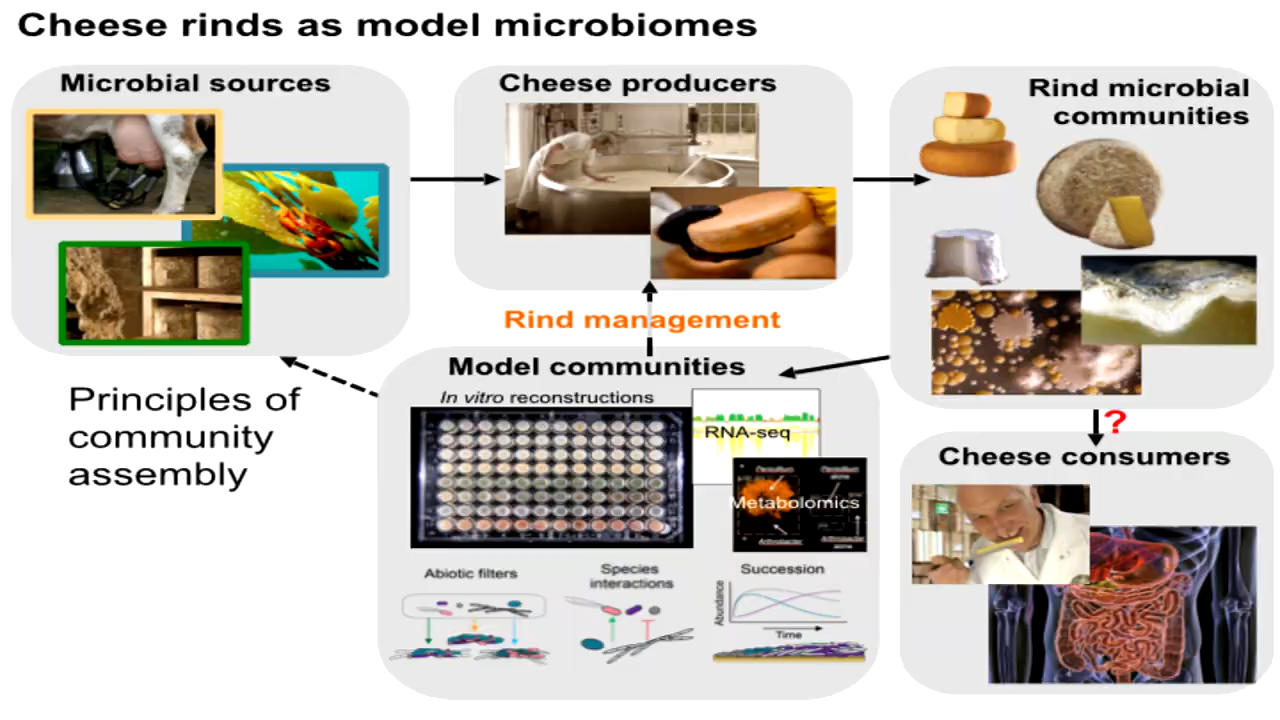 Cheese rinds as model microbiomes
Microbial sources
Cheese producers
Rind microbial
communities
Rind management
Model communities
In vitro reconstructions
RNA-seq
Metabolomics
Principles of
community
assembly
?
Cheese consumers
Abiotic filters
Species
interactions
Succession
Abundance
Time